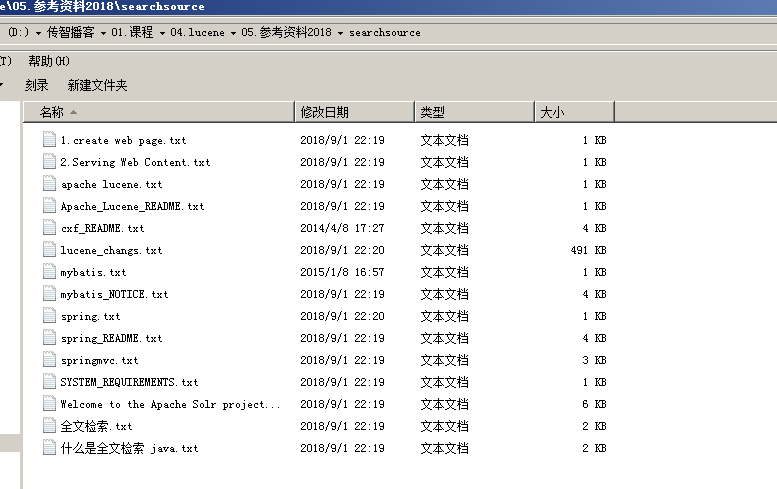 e\05.参考资料2018\searchsource
(D:) 传智播客 01.课程 04.lucene 05.参考资料2018 searchsource
T) 帮助(H)
刻录 新建文件夹
名称 修改日期 类型 大小
1.create web page.txt 2018/9/1 22:19 文本文档 1 KB
2.Serving Web Content.txt 2018/9/1 22:19 文本文档 1 KB
apache lucene.txt 2018/9/1 22:19 文本文档 1 KB
Apache_Lucene_README.txt 2018/9/1 22:19 文本文档 1 KB
cxf_README.txt 2014/4/8 17:27 文本文档 4 KB
lucene_changs.txt 2018/9/1 22:20 文本文档 491 KB
mybatis.txt 2015/1/8 16:57 文本文档 1 KB
mybatis_NOTICE.txt 2018/9/1 22:19 文本文档 4 KB
spring.txt 2018/9/1 22:20 文本文档 1 KB
spring_README.txt 2018/9/1 22:19 文本文档 4 KB
springmvc.txt 2018/9/1 22:19 文本文档 3 KB
SYSTEM_REQUIREMENTS.txt 2018/9/1 22:19 文本文档 1 KB
Welcome to the Apache Solr project... 2018/9/1 22:19 文本文档 6 KB
全文检索.txt 2018/9/1 22:19 文本文档 2 KB
什么是全文检索 java.txt 2018/9/1 22:19 文本文档 2 KB